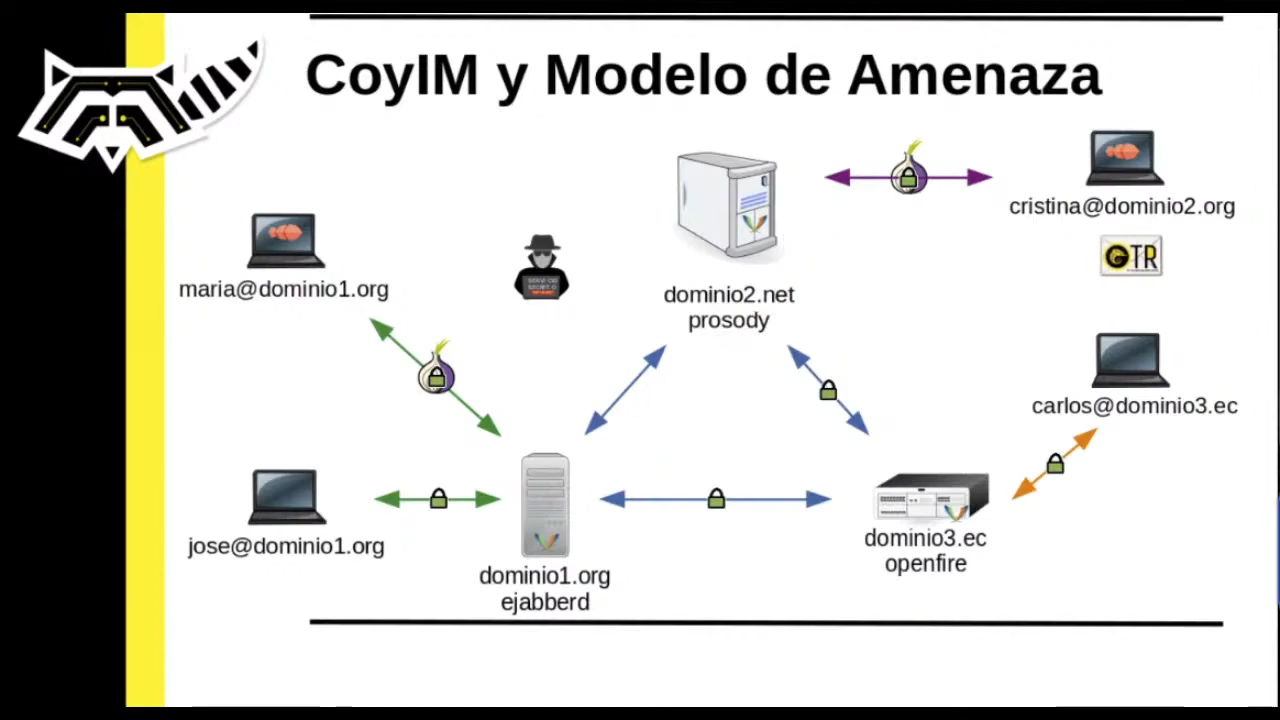 CoyIM y Modelo de Amenaza
cristina@dominio2.org
OTR
maria@dominio1.org
dominio2.net
prosody
carlos@dominio3.ec
jose@dominio1.org
dominio3.ec
openfire
dominio1.org
ejabberd